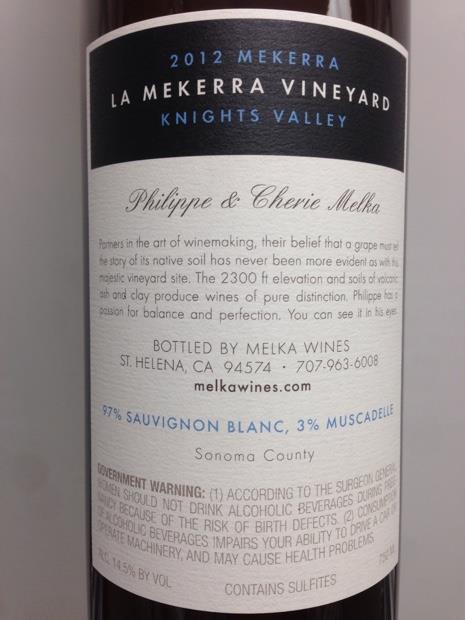 2012 MEKERRA
LA MEKERRA VINEYARD
KNIGHTS VALLEY
Philippe & Cherie Melka
Partners in the art of winemaking, their belief that a grape must tell
the story of its native soil has never been more evident as with this
majestic vineyard site. The 2300 ft elevation and soils of volcanic
ash and clay produce wines of pure distinction. Philippe has a
passion for balance and perfection. You can see it in his eyes.
BOTTLED BY MELKA WINES
ST. HELENA, CA 94574 · 707-963-6008
melkawines.com
97% SAUVIGNON BLANC, 3% MUSCADELLE
Sonoma County
GOVERNMENT WARNING: (1) ACCORDING TO THE SURGEON GENERAL,
WOMEN SHOULD NOT DRINK ALCOHOLIC BEVERAGES DURING PREG-
NANCY BECAUSE OF THE RISK OF BIRTH DEFECTS. (2) CONSUMPTION
OF ALCOHOLIC BEVERAGES IMPAIRS YOUR ABILITY TO DRIVE A CAR OR
OPERATE MACHINERY, AND MAY CAUSE HEALTH PROBLEMS.
ALC. 14.5% BY VOL
CONTAINS SULFITES
750 ML